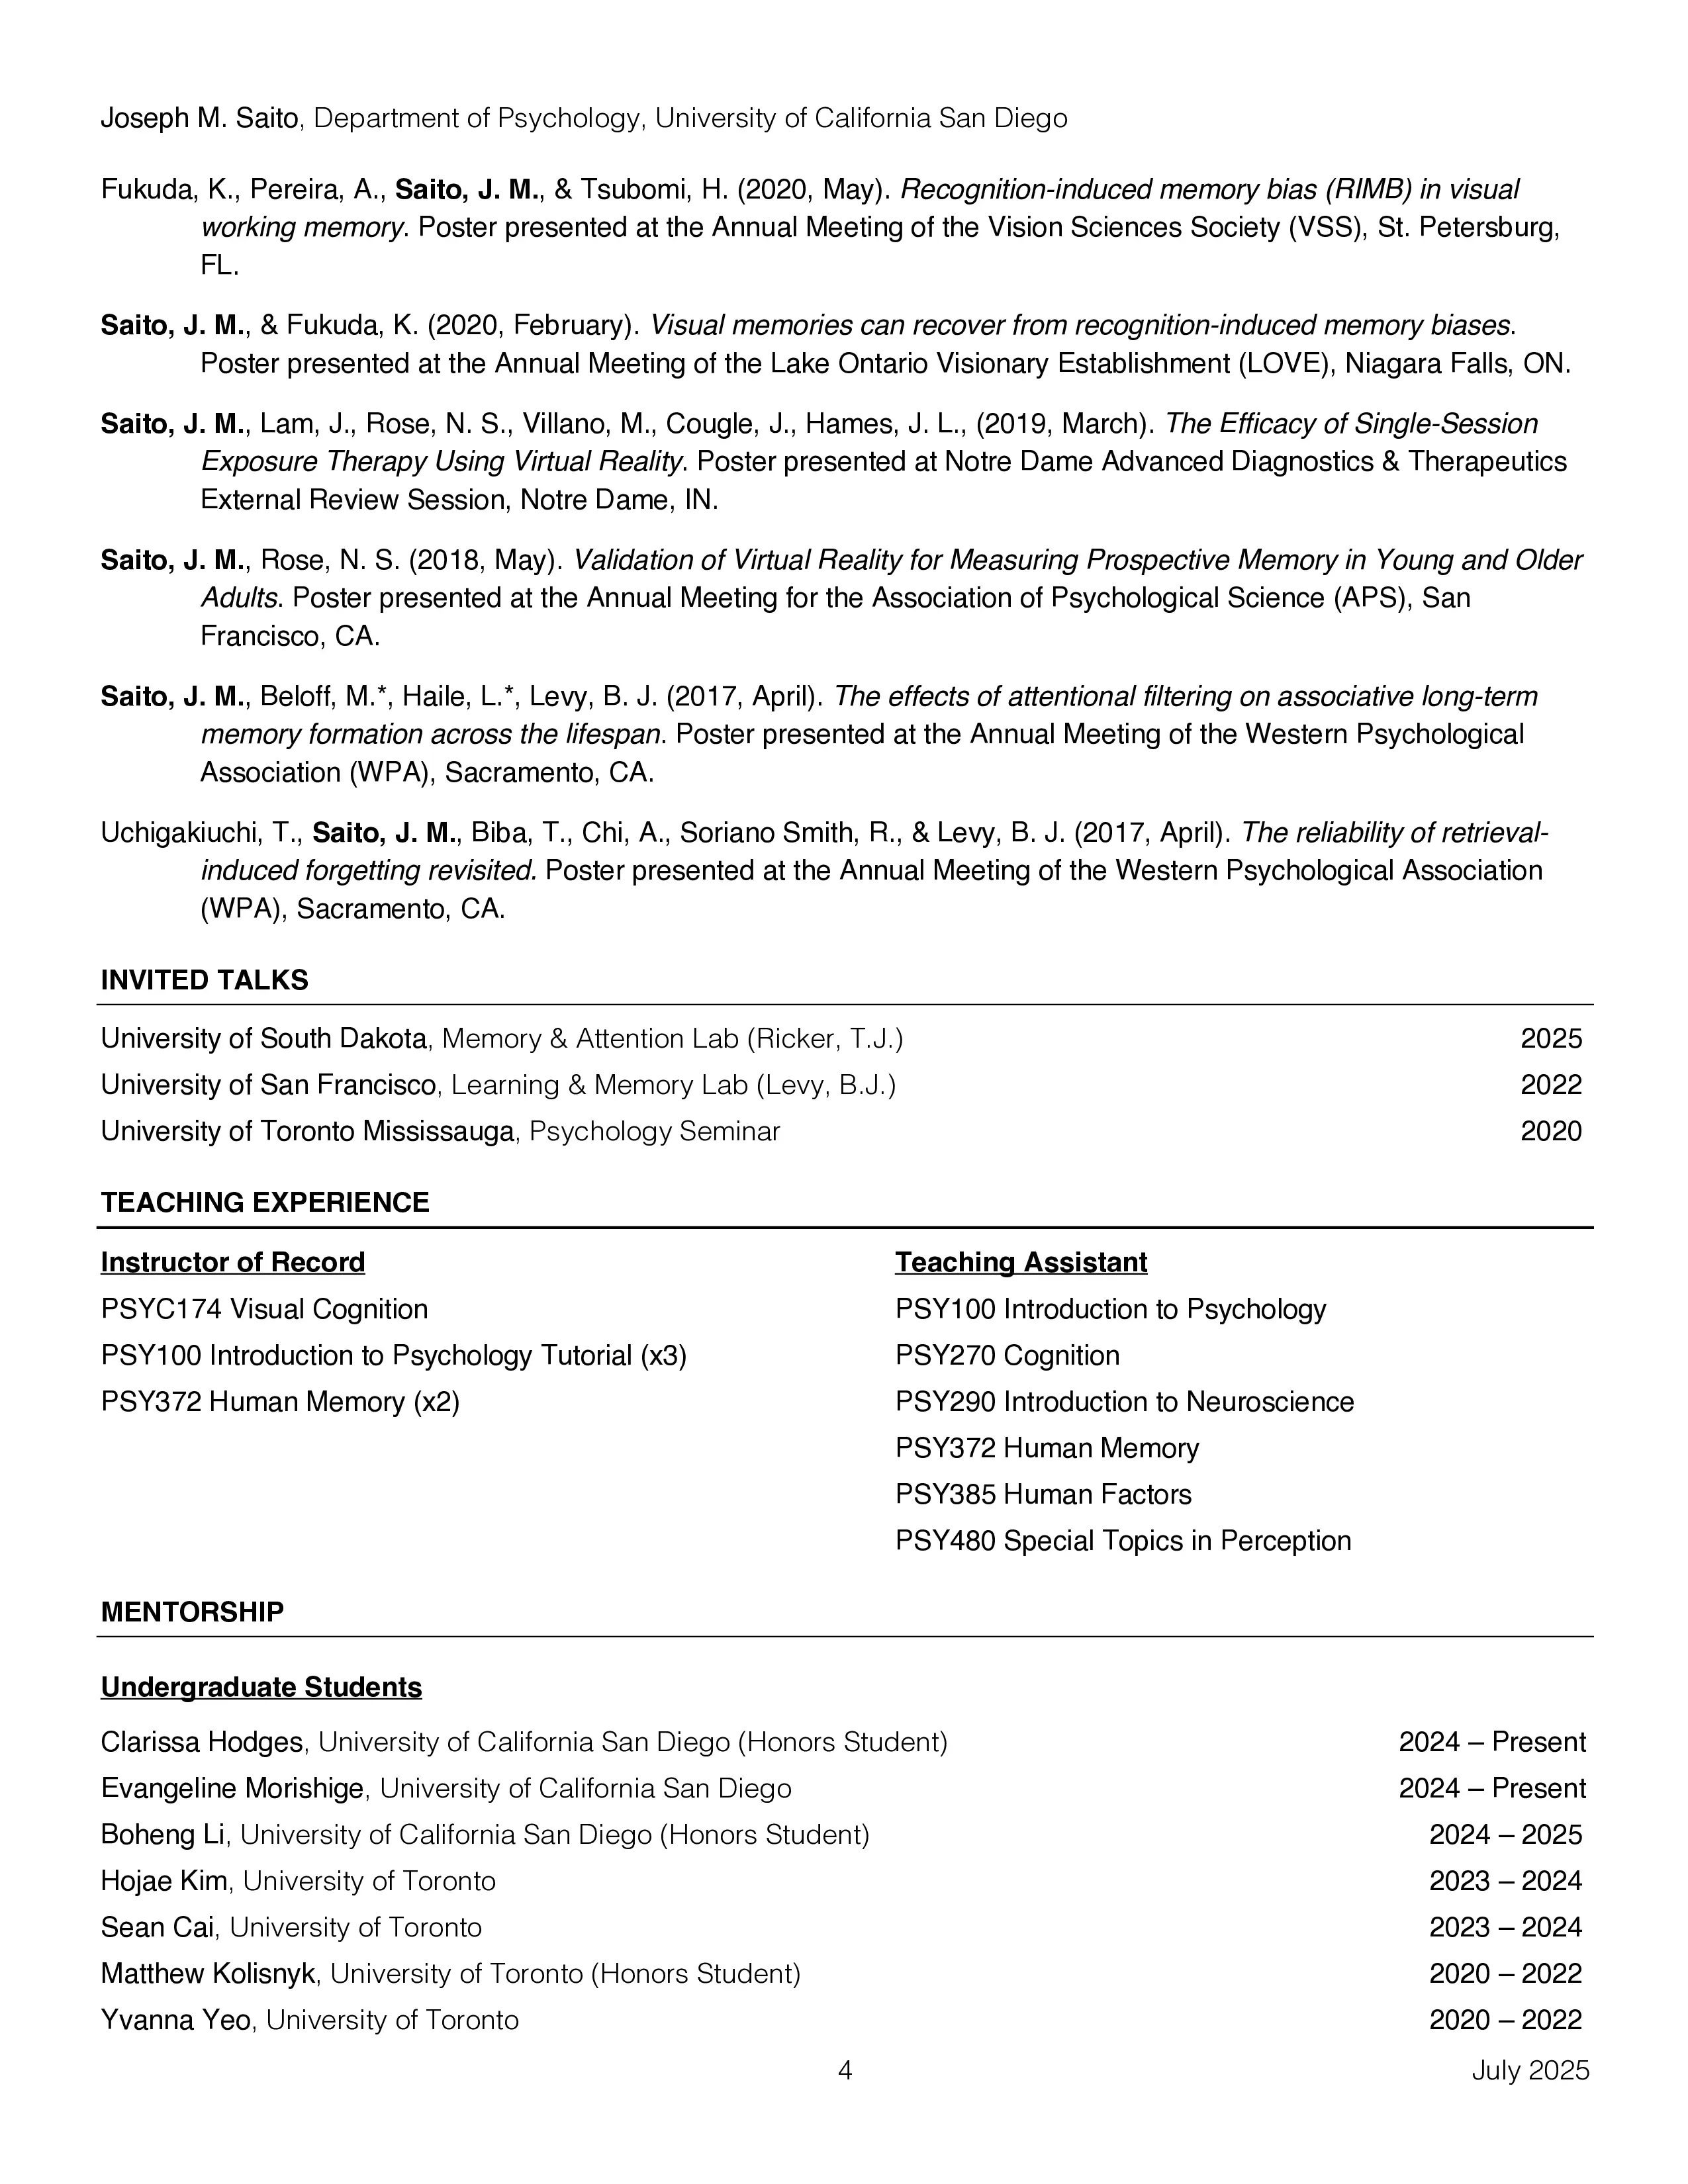 Joseph M. Saito, Department of Psychology, University of California San Diego
Fukuda, K., Pereira, A., Saito, J. M., & Tsubomi, H. (2020, May). Recognition-induced memory bias (RIMB) in visual
working memory. Poster presented at the Annual Meeting of the Vision Sciences Society (VSS), St. Petersburg,
FL.
Saito, J. M., & Fukuda, K. (2020, February). Visual memories can recover from recognition-induced memory biases.
Poster presented at the Annual Meeting of the Lake Ontario Visionary Establishment (LOVE), Niagara Falls, ON.
Saito, J. M., Lam, J., Rose, N. S., Villano, M., Cougle, J., Hames, J. L., (2019, March). The Efficacy of Single-Session
Exposure Therapy Using Virtual Reality. Poster presented at Notre Dame Advanced Diagnostics & Therapeutics
External Review Session, Notre Dame, IN.
Saito, J. M., Rose, N. S. (2018, May). Validation of Virtual Reality for Measuring Prospective Memory in Young and Older
Adults. Poster presented at the Annual Meeting for the Association of Psychological Science (APS), San
Francisco, CA.
Saito, J. M., Beloff, M.*, Haile, L.*, Levy, B. J. (2017, April). The effects of attentional filtering on associative long-term
memory formation across the lifespan. Poster presented at the Annual Meeting of the Western Psychological
Association (WPA), Sacramento, CA.
Uchigakiuchi, T., Saito, J. M., Biba, T., Chi, A., Soriano Smith, R., & Levy, B. J. (2017, April). The reliability of retrieval-
induced forgetting revisited. Poster presented at the Annual Meeting of the Western Psychological Association
(WPA), Sacramento, CA.
INVITED TALKS
University of South Dakota, Memory & Attention Lab (Ricker, T.J.) 2025
University of San Francisco, Learning & Memory Lab (Levy, B.J.) 2022
University of Toronto Mississauga, Psychology Seminar 2020
TEACHING EXPERIENCE
Instructor of Record
PSYC174 Visual Cognition
PSY100 Introduction to Psychology Tutorial (x3)
PSY372 Human Memory (x2)
Teaching Assistant
PSY100 Introduction to Psychology
PSY270 Cognition
PSY290 Introduction to Neuroscience
PSY372 Human Memory
PSY385 Human Factors
PSY480 Special Topics in Perception
MENTORSHIP
Undergraduate Students
Clarissa Hodges, University of California San Diego (Honors Student) 2024 – Present
Evangeline Morishige, University of California San Diego 2024 – Present
Boheng Li, University of California San Diego (Honors Student) 2024 – 2025
Hojae Kim, University of Toronto 2023 – 2024
Sean Cai, University of Toronto 2023 – 2024
Matthew Kolisnyk, University of Toronto (Honors Student) 2020 – 2022
Yvanna Yeo, University of Toronto 2020 – 2022
4 July 2025